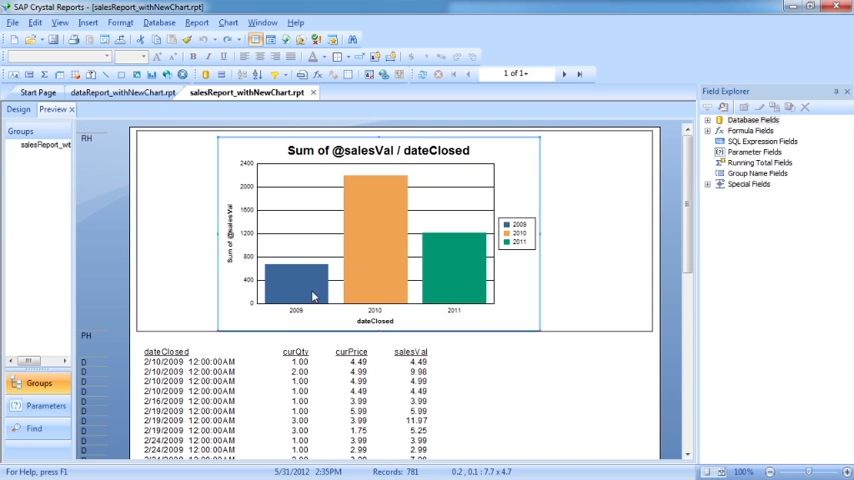 SAP Crystal Reports - [salesReport_withNewChart.rpt]
File Edit View Insert Format Database Report Chart Window Help
1 of 1+
Start Page dataReport_withNewChart.rpt salesReport_withNewChart.rpt ×
Design Preview ×
Groups
salesReport_wit
RH
Sum of @salesVal / dateClosed
Sum of @salesVal
2400
2000
1600
1200
800
400
0
2009 2010 2011
dateClosed
2009
2010
2011
PH
dateClosed curQty curPrice salesVal
D 2/10/2009 12:00:00AM 1.00 4.49 4.49
D 2/10/2009 12:00:00AM 2.00 4.99 9.98
D 2/10/2009 12:00:00AM 1.00 4.99 4.99
D 2/10/2009 12:00:00AM 1.00 4.49 4.49
D 2/16/2009 12:00:00AM 1.00 3.99 3.99
D 2/19/2009 12:00:00AM 1.00 5.99 5.99
D 2/19/2009 12:00:00AM 3.00 3.99 11.97
D 2/19/2009 12:00:00AM 3.00 1.75 5.25
D 2/24/2009 12:00:00AM 1.00 3.99 3.99
D 2/24/2009 12:00:00AM
Groups
Parameters
Find
Field Explorer
Database Fields
Formula Fields
SQL Expression Fields
Parameter Fields
Running Total Fields
Group Name Fields
Special Fields
For Help, press F1 5/31/2012 2:35PM Records: 781 0.2 , 0.1 : 7.7 x 4.7 100%